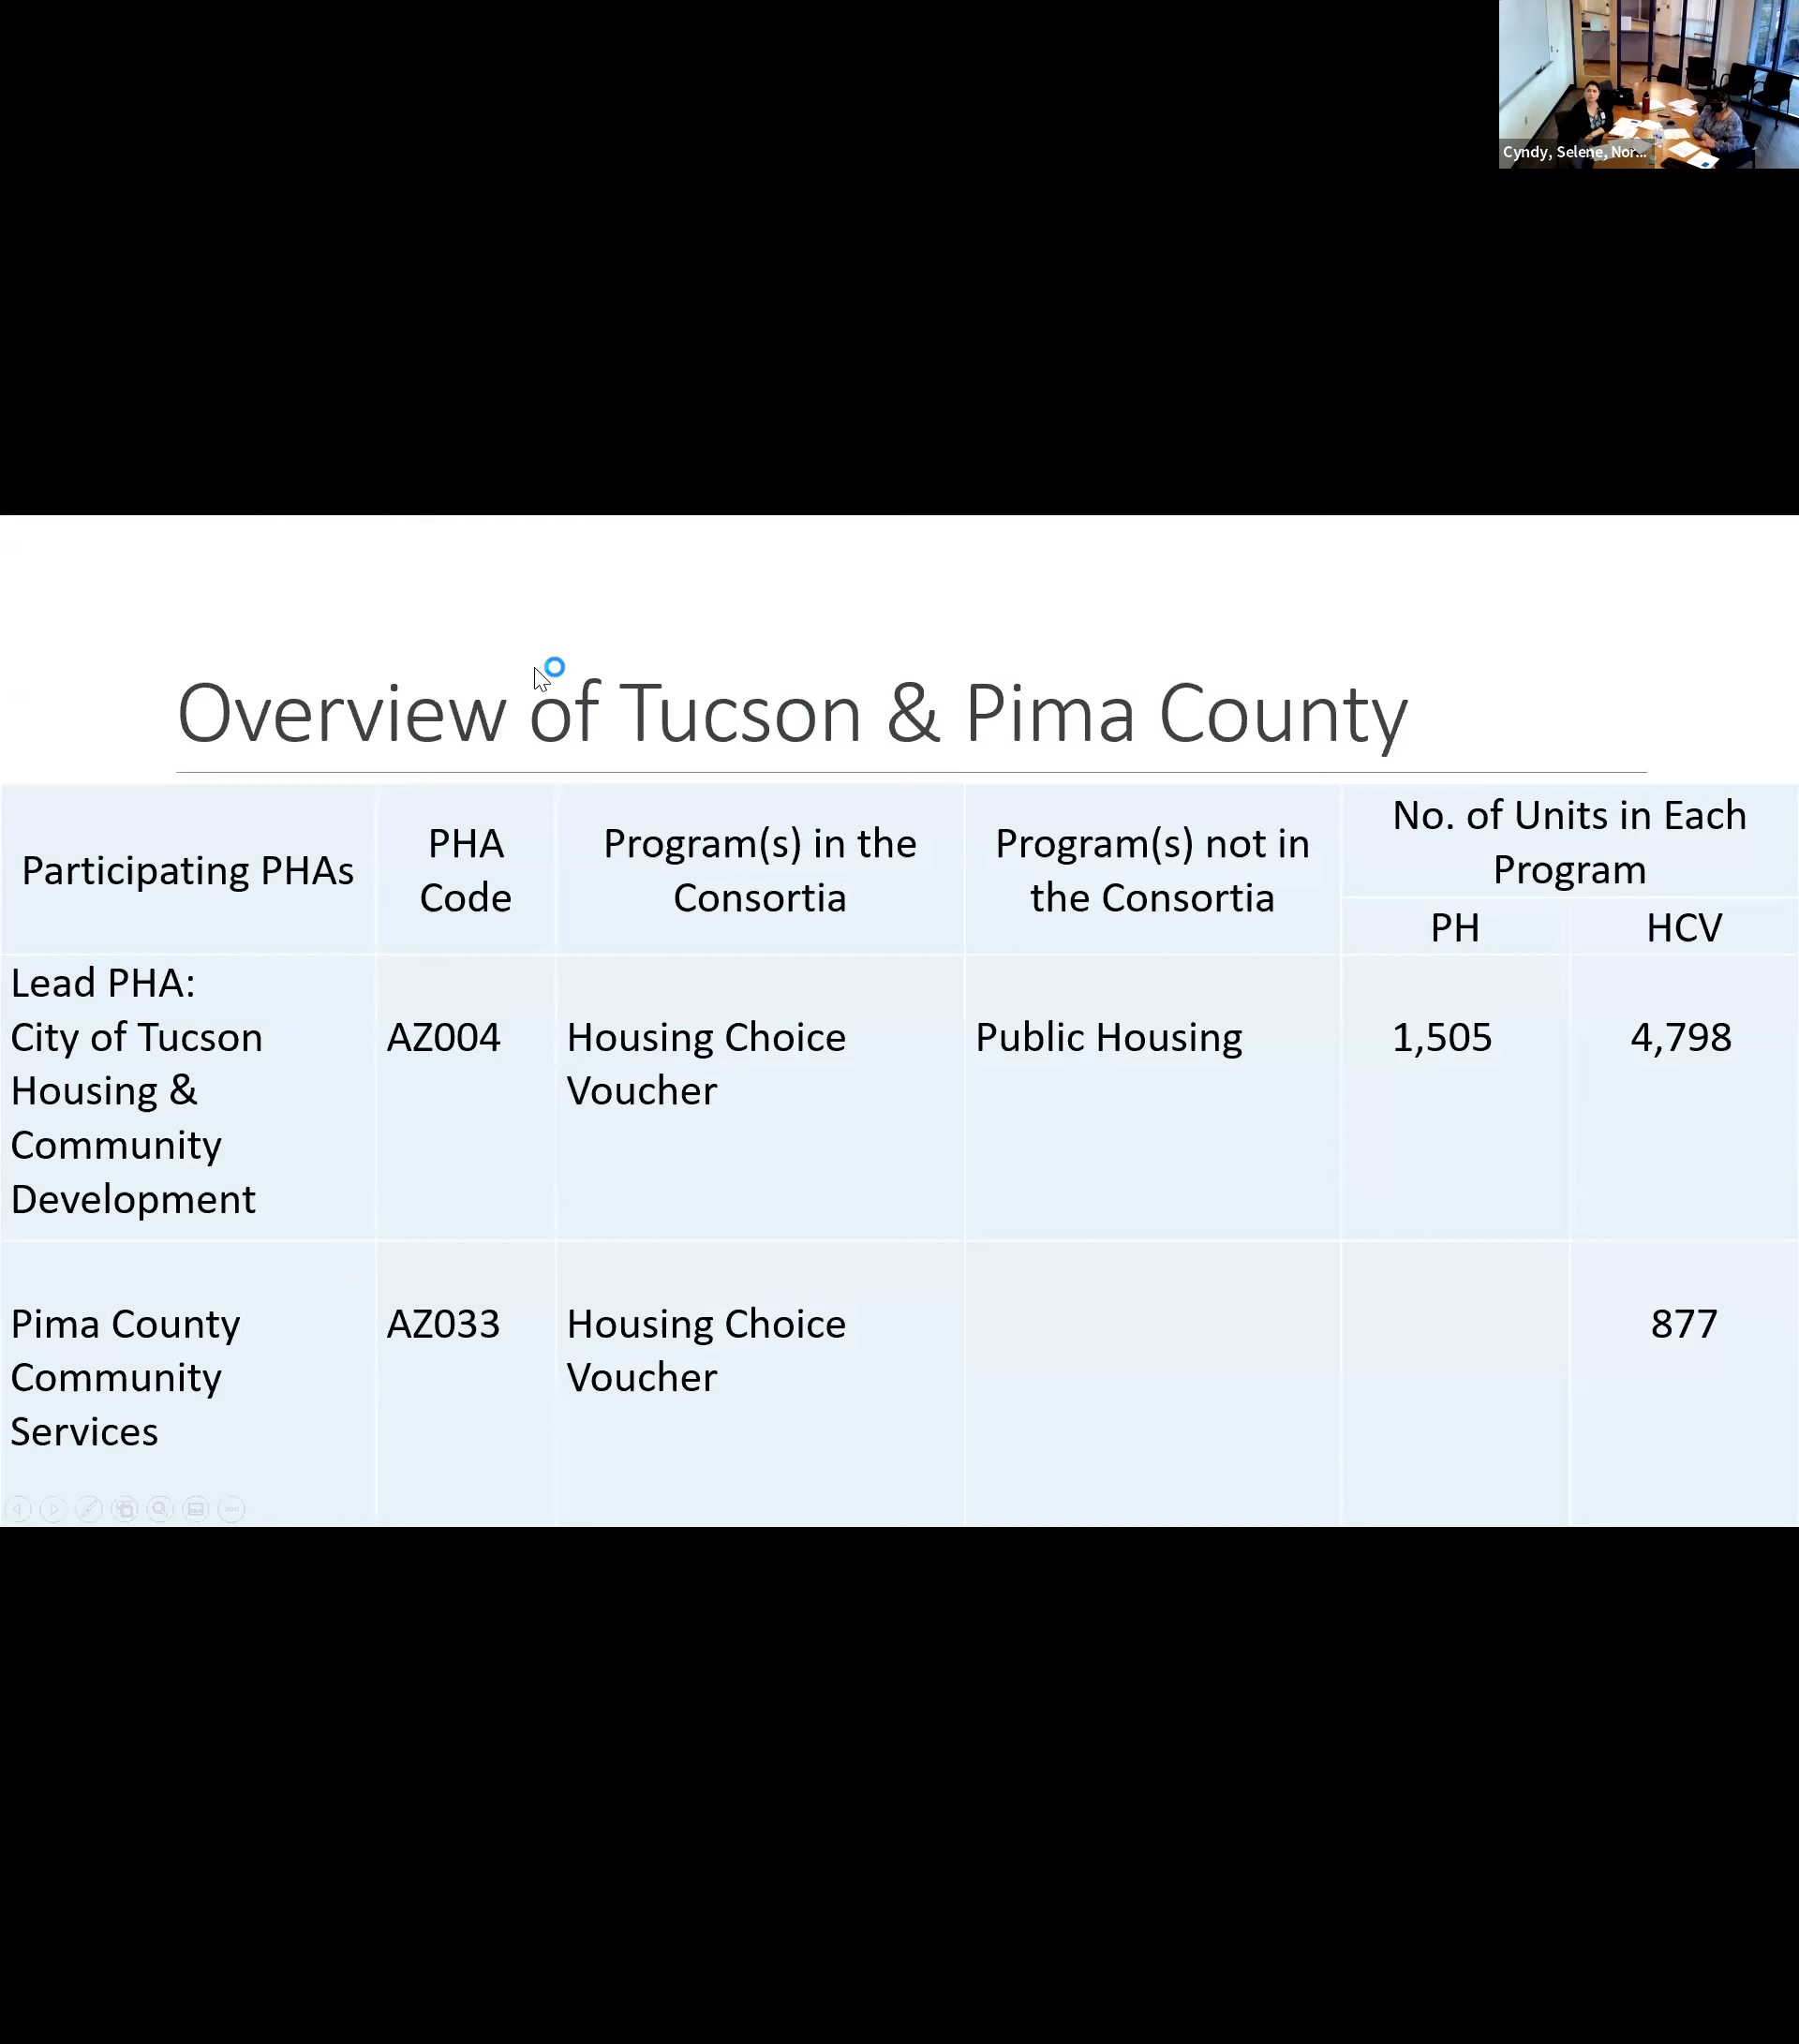 Cyndy, Selene, Nor...
Overview of Tucson & Pima County
Participating PHAs
PHA
Code
Program(s) in the
Consortia
Program(s) not in
the Consortia
No. of Units in Each
Program
PH
HCV
Lead PHA:
City of Tucson
Housing &
Community
Development
AZ004
Housing Choice
Voucher
Public Housing
1,505
4,798
Pima County
Community
Services
AZ033
Housing Choice
Voucher
877